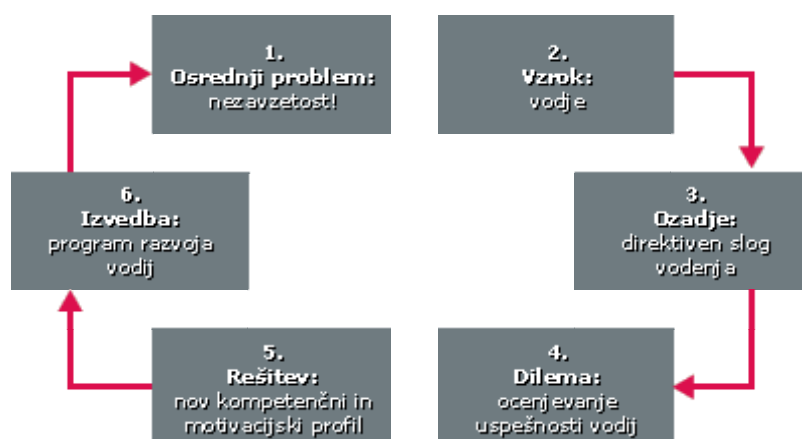 1.
Osrednji problem:
nezavzetost!
2.
Vzrok:
vodje
3.
Ozadje:
direktiven slog
vodenja
4.
Dilema:
ocenjevanje
uspešnosti vodij
5.
Rešitev:
nov kompetenčni in
motivacijski profil
6.
Izvedba:
program razvoja
vodij